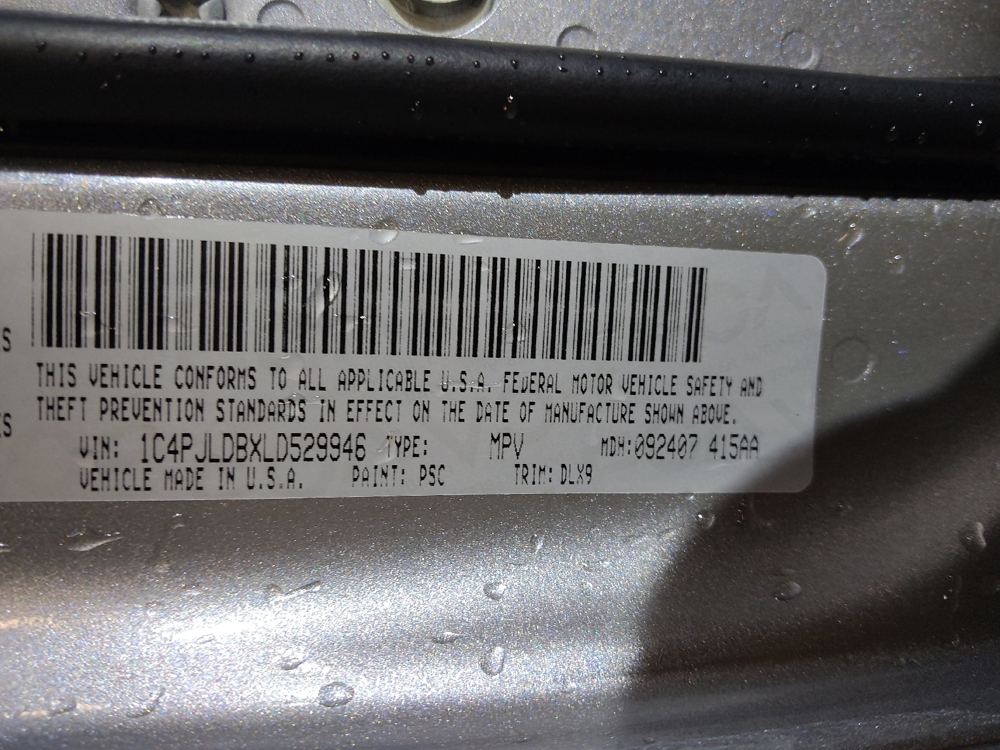 S
ES
THIS VEHICLE CONFORMS TO ALL APPLICABLE U.S.A. FEDERAL MOTOR VEHICLE SAFETY AND
THEFT PREVENTION STANDARDS IN EFFECT ON THE DATE OF MANUFACTURE SHOWN ABOVE.
VIN: 1C4PJLDBXLD529946 TYPE: MPV MDH:092407 415AA
VEHICLE MADE IN U.S.A. PAINT: PSC TRIM: DLX9